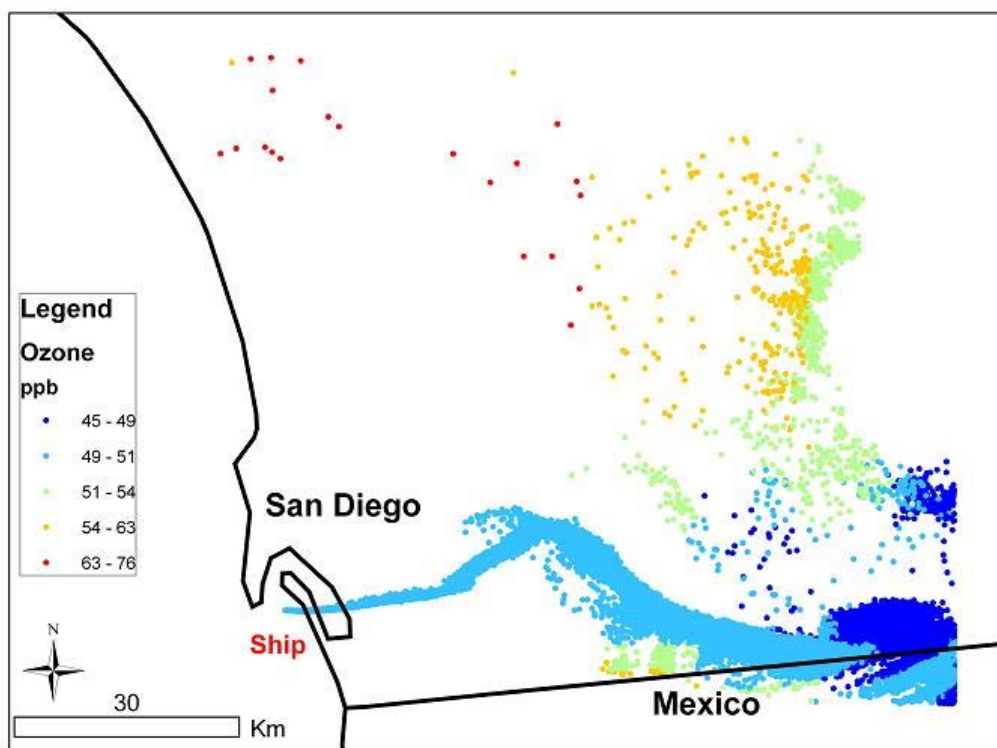 San Diego
Ship
Mexico
Legend
Ozone
ppb
45 - 49
49 - 51
51 - 54
54 - 63
63 - 76
N
30
Km